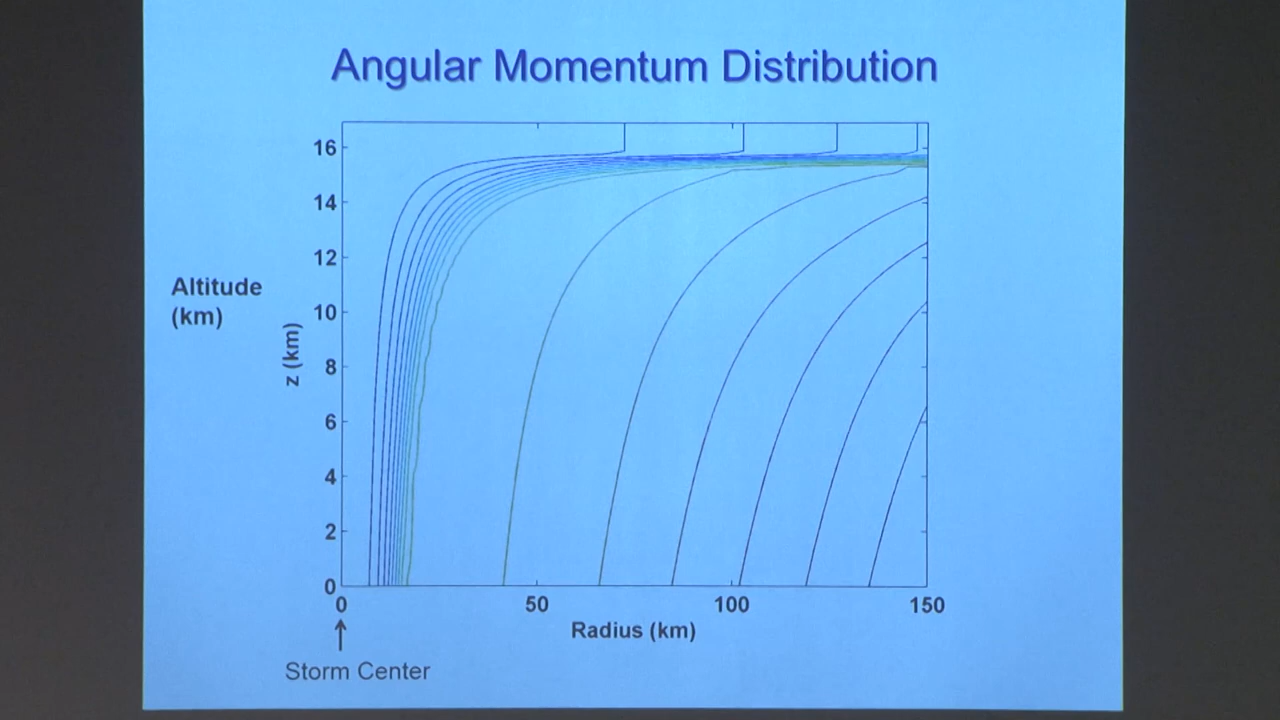 Angular Momentum Distribution
Altitude
(km)
z (km)
16
14
12
10
8
6
4
2
0
0
50
100
150
Radius (km)
Storm Center